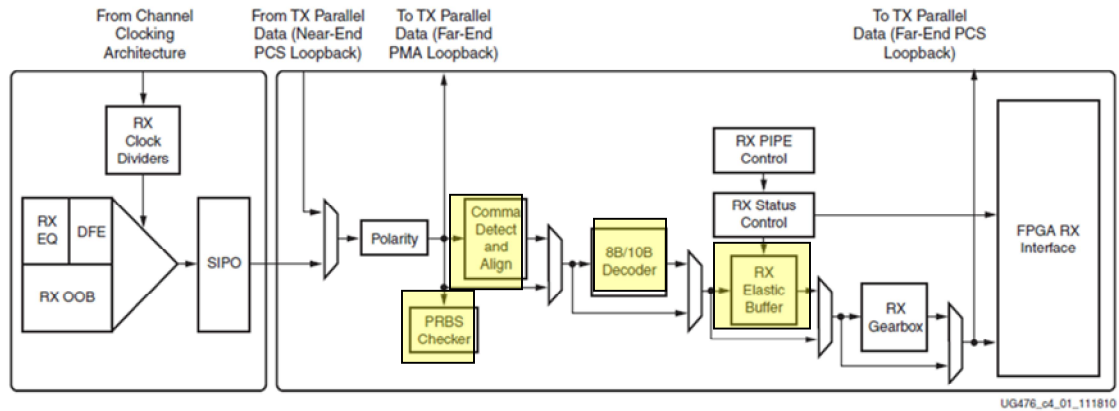 From Channel
Clocking
Architecture
From TX Parallel
Data (Near-End
PCS Loopback)
To TX Parallel
Data (Far-End
PMA Loopback)
To TX Parallel
Data (Far-End PCS
Loopback)
RX
Clock
Dividers
RX
EQ
DFE
RX OOB
SIPO
Polarity
Comma
Detect
and
Align
PRBS
Checker
8B/10B
Decoder
RX PIPE
Control
RX Status
Control
RX
Elastic
Buffer
RX
Gearbox
FPGA RX
Interface
UG476_c4_01_111810